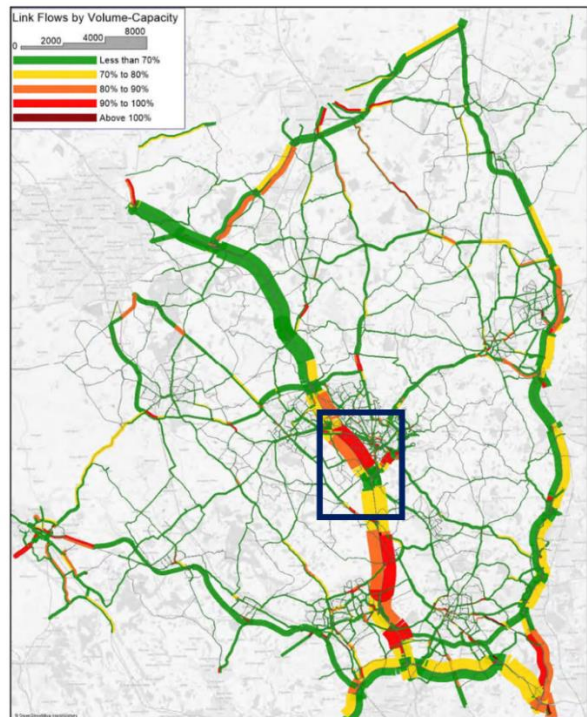 Link Flows by Volume-Capacity
0 2000 4000 8000
Less than 70%
70% to 80%
80% to 90%
90% to 100%
Above 100%